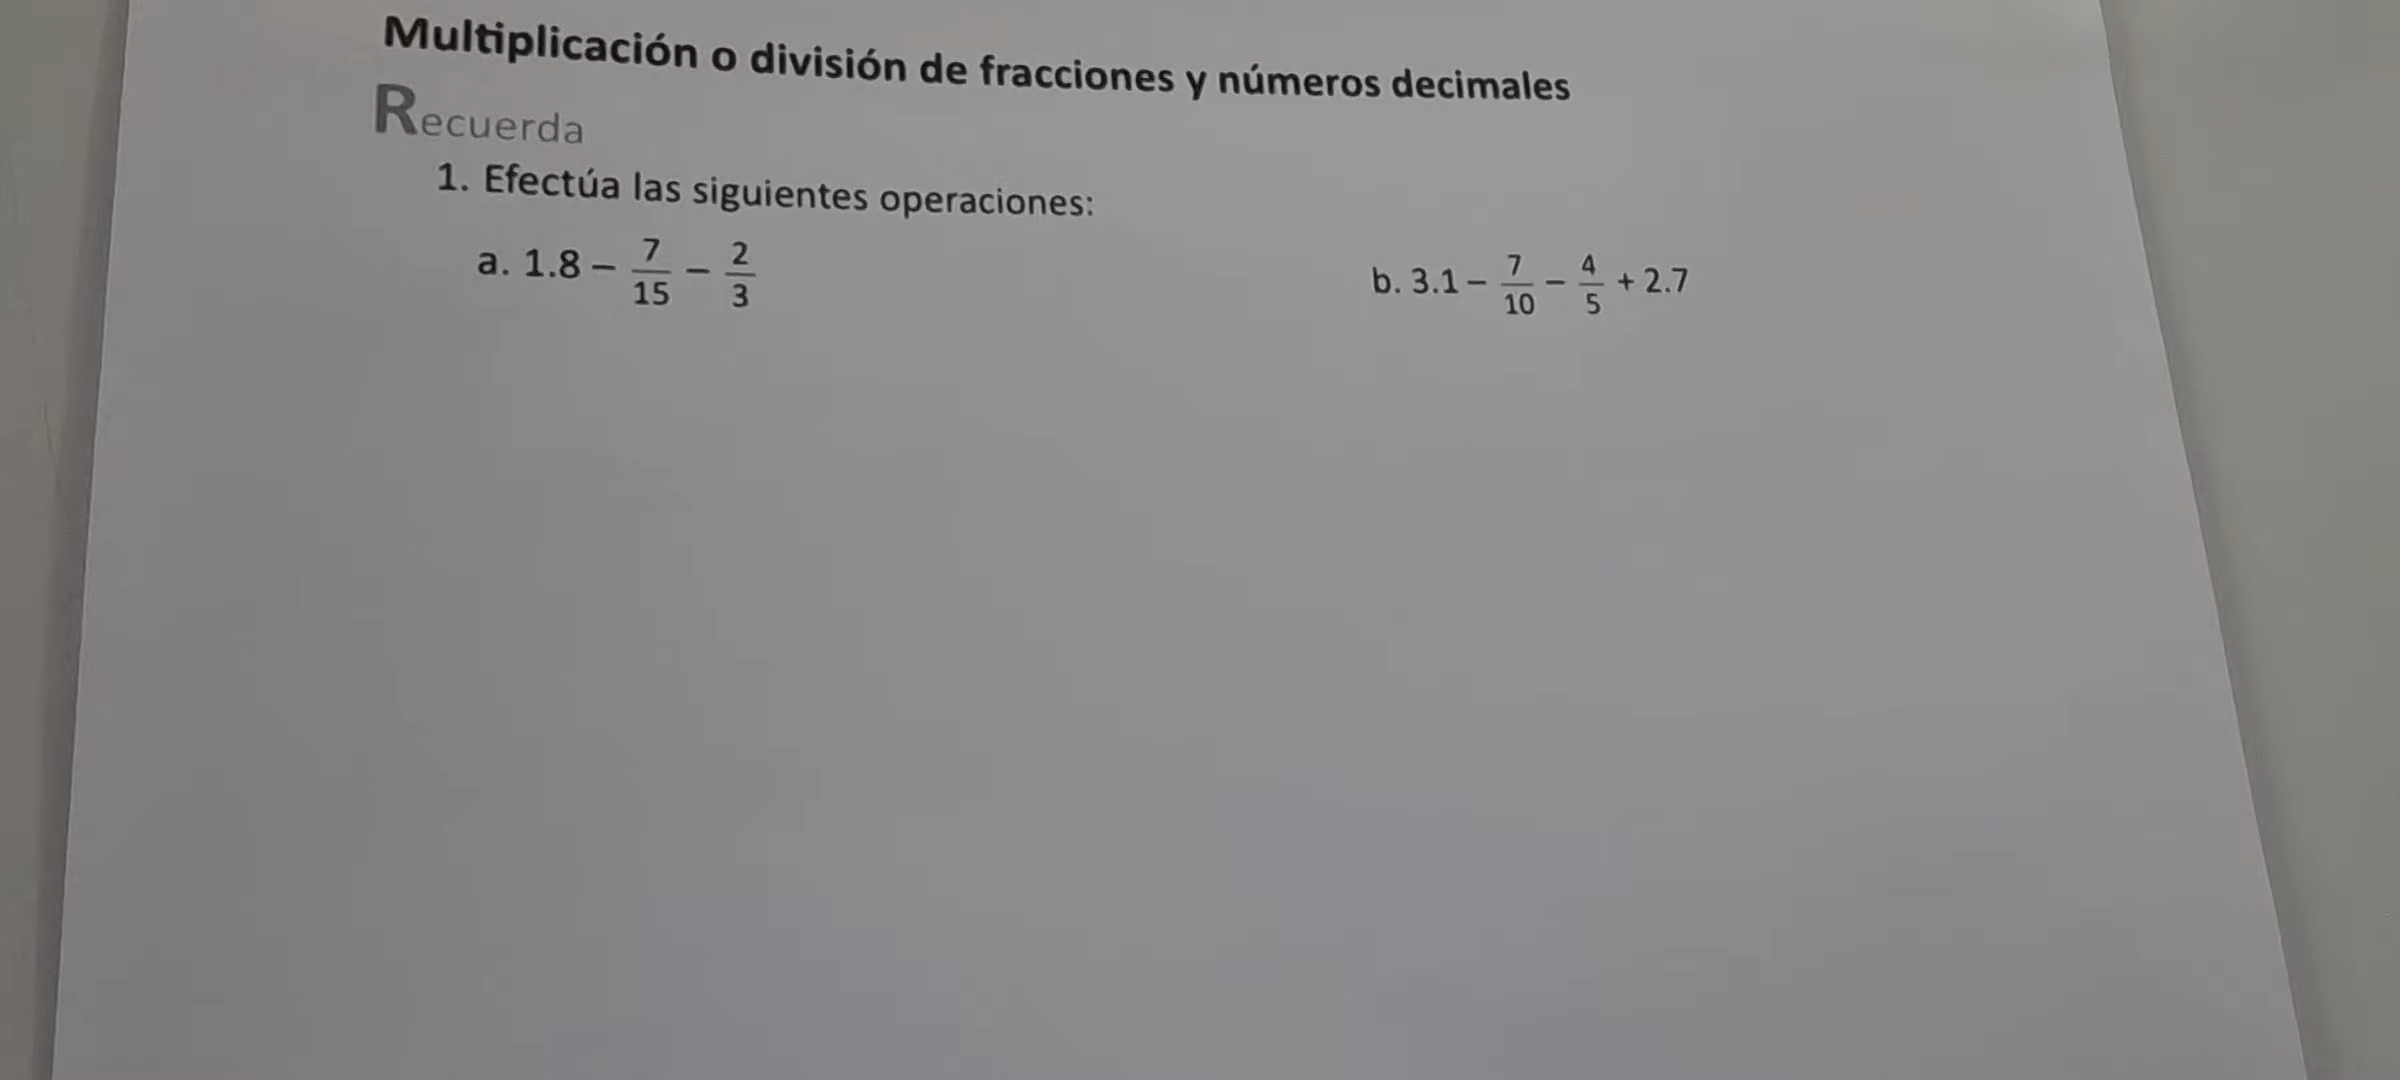 Multiplicación o división de fracciones y números decimales
Recuerda
1. Efectúa las siguientes operaciones:
a. 1.8 − 7/15 − 2/3
b. 3.1 − 7/10 − 4/5 + 2.7